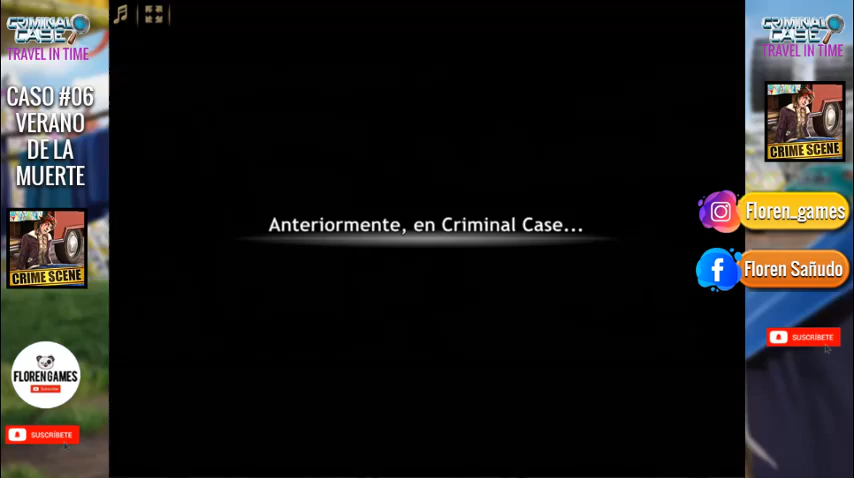 CRIMINAL
CASE
TRAVEL IN TIME
CASO #06
VERANO
DE LA
MUERTE
CRIME SCENE
FLOREN GAMES
SUSCRÍBETE
Anteriormente, en Criminal Case...
CRIMINAL
CASE
TRAVEL IN TIME
CRIME SCENE
Floren_games
Floren Sañudo
SUSCRÍBETE